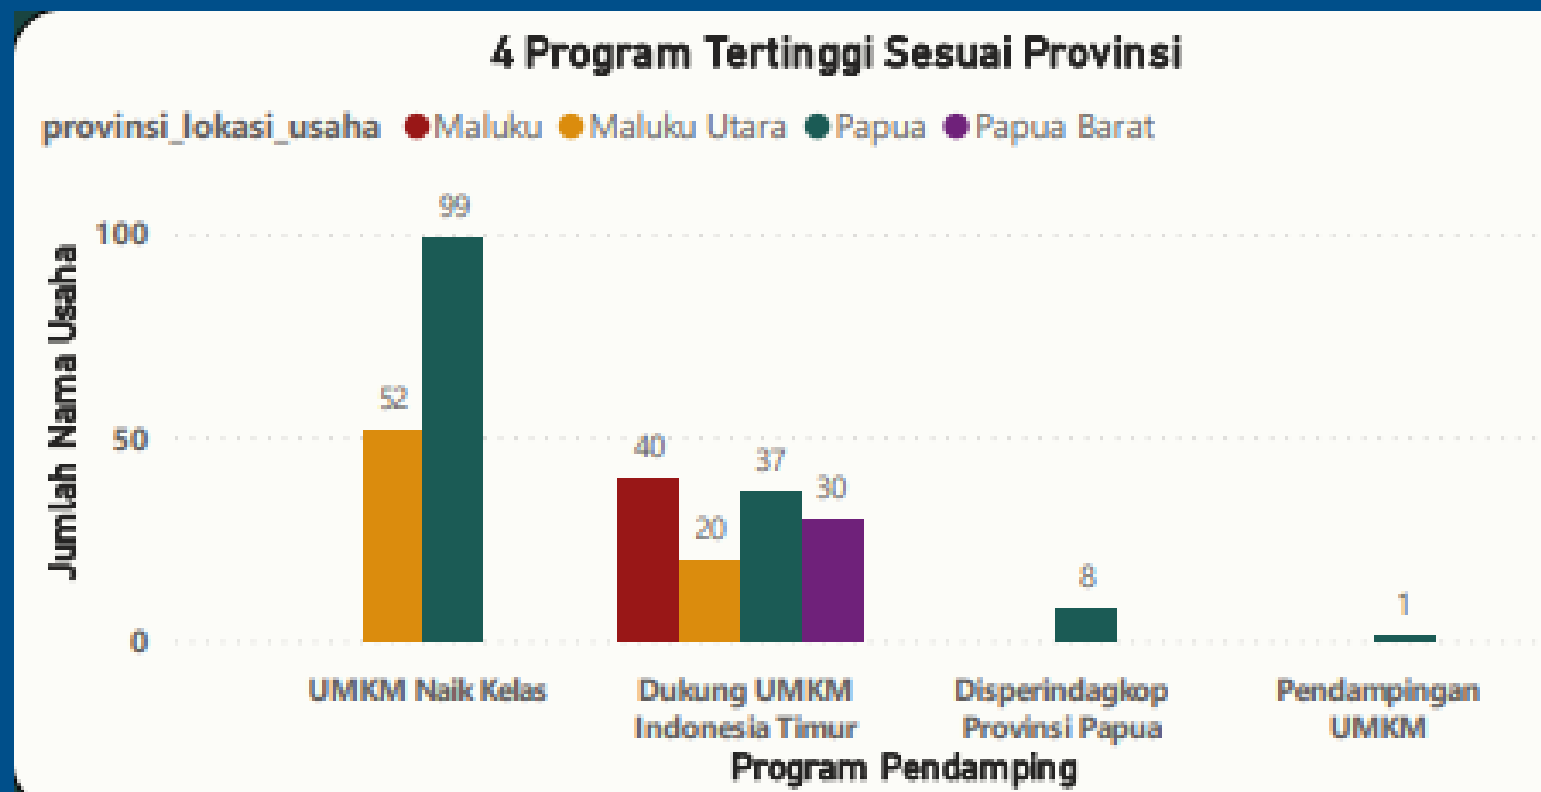 4 Program Tertinggi Sesuai Provinsi
provinsi_lokasi_usaha Maluku Maluku Utara Papua Papua Barat
Jumlah Nama Usaha
100
50
0
99
52
40
20
37
30
8
1
UMKM Naik Kelas
Dukung UMKM
Indonesia Timur
Disperindagkop
Provinsi Papua
Pendampingan
UMKM
Program Pendamping